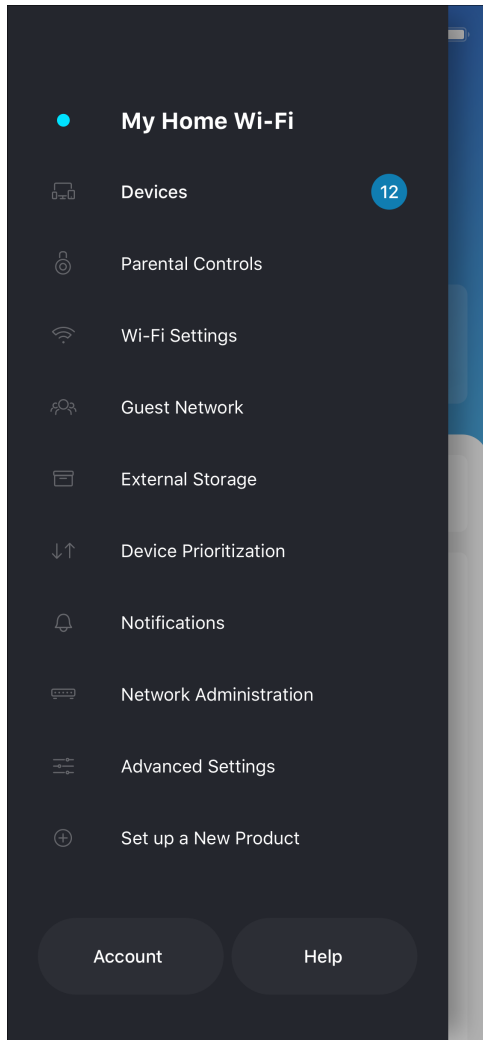 My Home Wi-Fi
Devices 12
Parental Controls
Wi-Fi Settings
Guest Network
External Storage
Device Prioritization
Notifications
Network Administration
Advanced Settings
Set up a New Product
Account Help